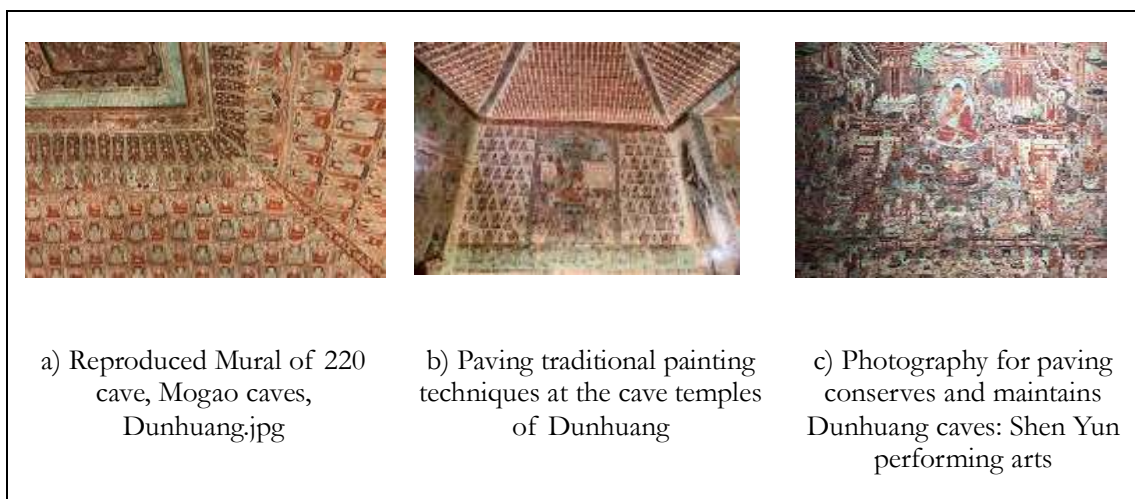 a) Reproduced Mural of 220
cave, Mogao caves,
Dunhuang.jpg
b) Paving traditional painting
techniques at the cave temples
of Dunhuang
c) Photography for paving
conserves and maintains
Dunhuang caves: Shen Yun
performing arts